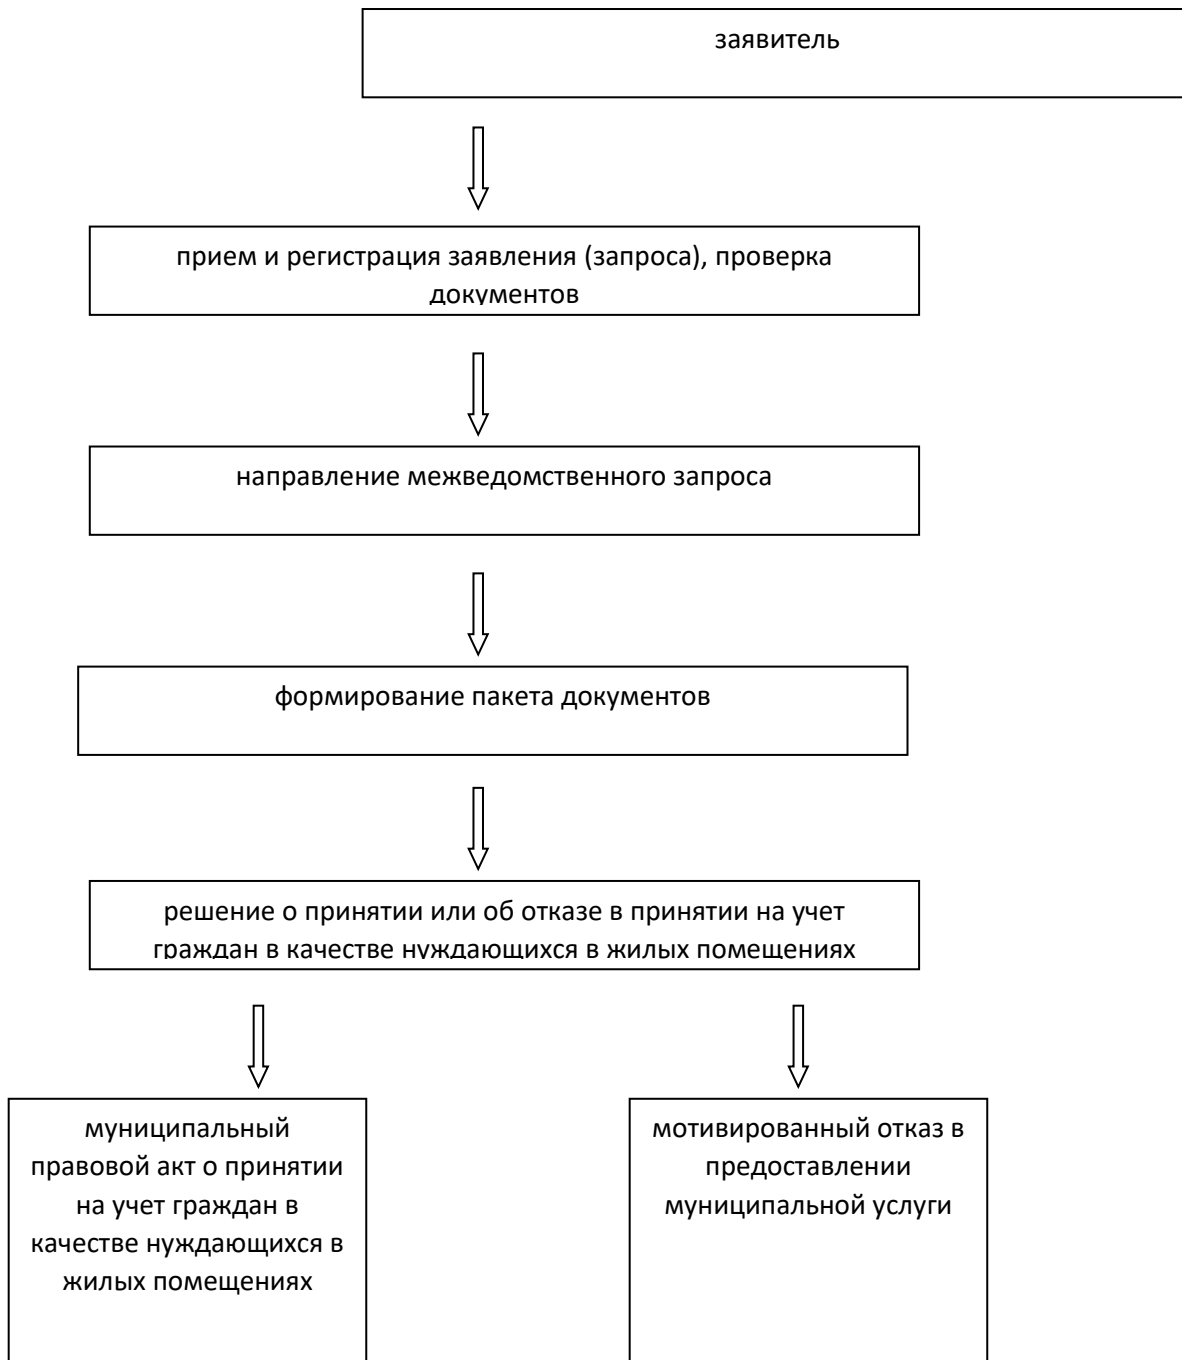 заявитель
прием и регистрация заявления (запроса), проверка
документов
направление межведомственного запроса
формирование пакета документов
решение о принятии или об отказе в принятии на учет
граждан в качестве нуждающихся в жилых помещениях
муниципальный
правовой акт о принятии
на учет граждан в
качестве нуждающихся в
жилых помещениях
мотивированный отказ в
предоставлении
муниципальной услуги